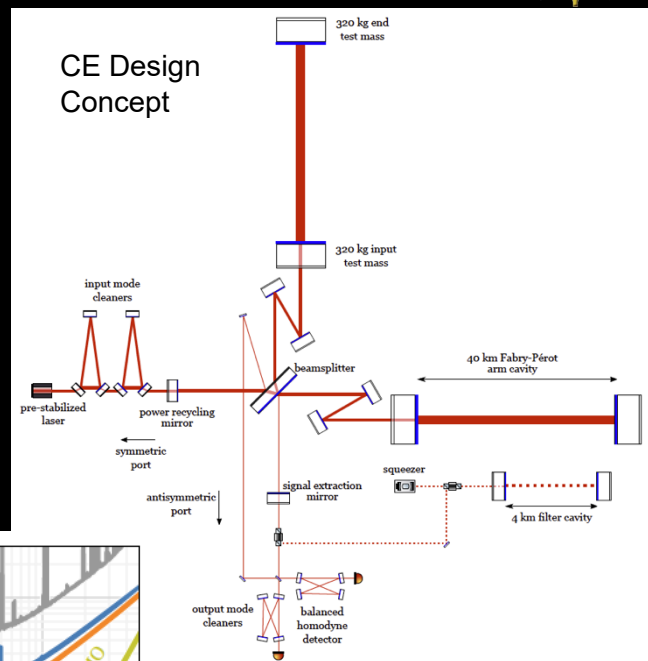 CE Design
Concept
320 kg end
test mass
320 kg input
test mass
input mode
cleaners
beamsplitter
40 km Fabry-Pérot
arm cavity
pre-stabilized
laser
power recycling
mirror
symmetric
port
squeezer
signal extraction
mirror
antisymmetric
port
4 km filter cavity
output mode
cleaners
balanced
homodyne
detector